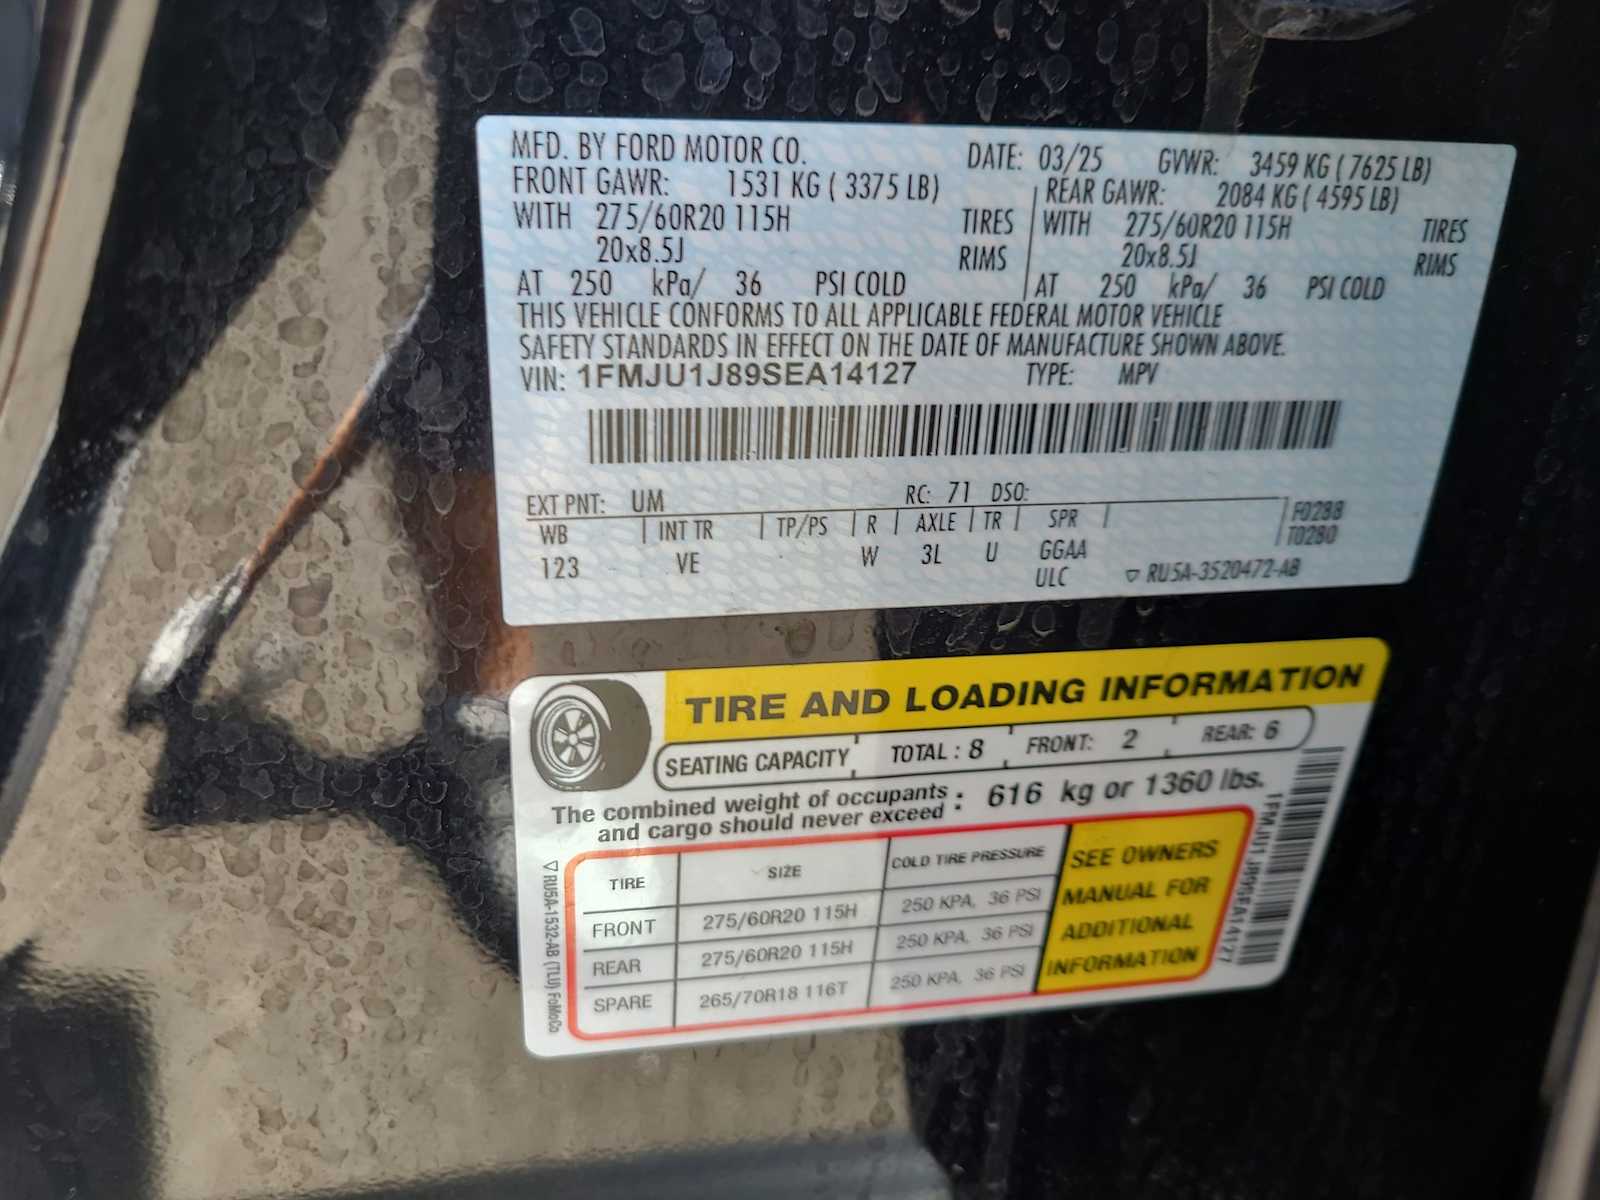 MFD. BY FORD MOTOR CO. DATE: 03/25 GVWR: 3459 KG ( 7625 LB)
FRONT GAWR: 1531 KG ( 3375 LB) REAR GAWR: 2084 KG ( 4595 LB)
WITH 275/60R20 115H TIRES WITH 275/60R20 115H TIRES
20x8.5J RIMS 20x8.5J RIMS
AT 250 kPa/ 36 PSI COLD AT 250 kPa/ 36 PSI COLD
THIS VEHICLE CONFORMS TO ALL APPLICABLE FEDERAL MOTOR VEHICLE
SAFETY STANDARDS IN EFFECT ON THE DATE OF MANUFACTURE SHOWN ABOVE.
VIN: 1FMJU1J89SEA14127 TYPE: MPV
EXT PNT: UM RC: 71 DSO:
WB INT TR TP/PS R AXLE TR SPR F0288
T0280
123 VE W 3L U GGAA
ULC RU5A-3520472-AB
TIRE AND LOADING INFORMATION
SEATING CAPACITY TOTAL : 8 FRONT: 2 REAR: 6
The combined weight of occupants
and cargo should never exceed : 616 kg or 1360 lbs.
TIRE SIZE COLD TIRE PRESSURE
FRONT 275/60R20 115H 250 KPA, 36 PSI
REAR 275/60R20 115H 250 KPA, 36 PSI
SPARE 265/70R18 116T 250 KPA, 36 PSI
SEE OWNERS
MANUAL FOR
ADDITIONAL
INFORMATION
1FMJU1J89SEA14127
RU5A-1532-AB (TLU) FoMoCo